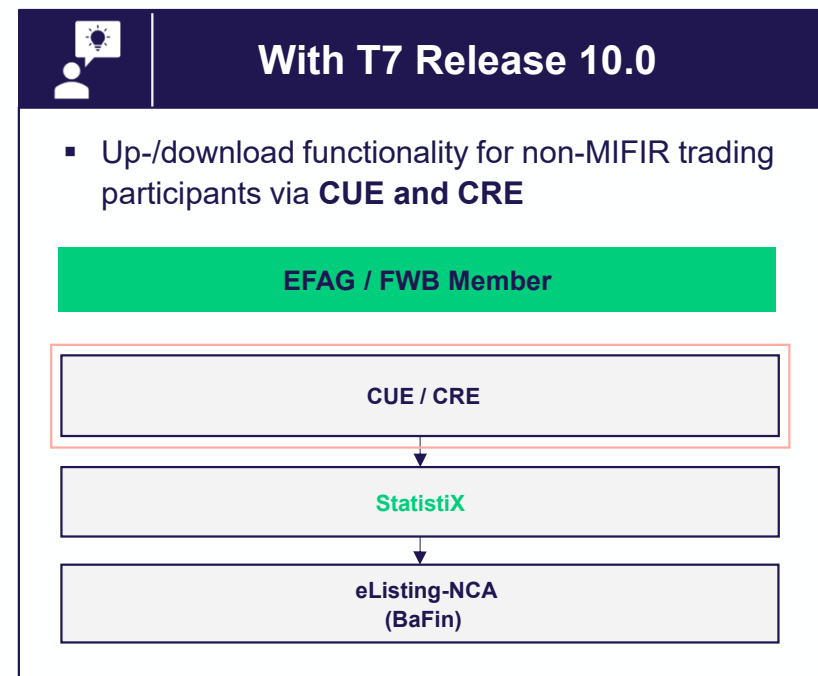 With T7 Release 10.0
▪ Up-/download functionality for non-MIFIR trading
participants via CUE and CRE
EFAG / FWB Member
CUE / CRE
StatistiX
eListing-NCA
(BaFin)